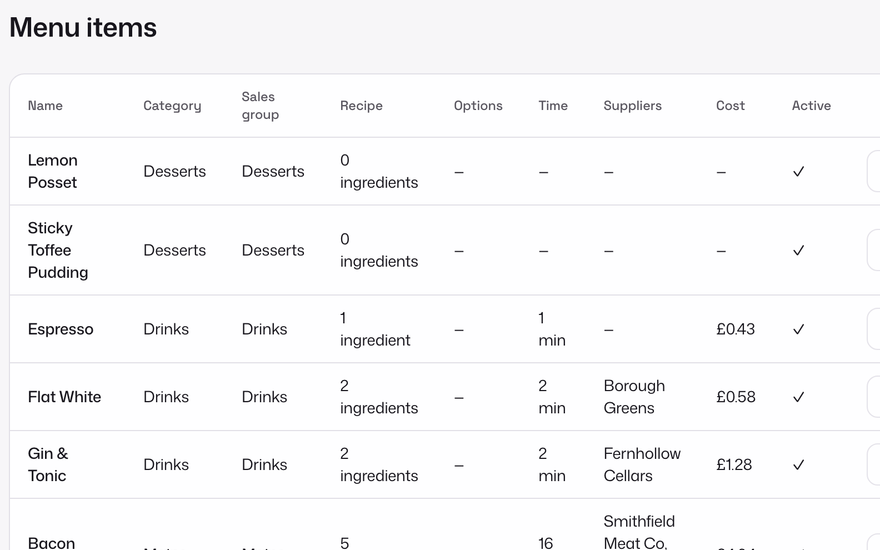 Menu items
Name Category Sales group Recipe Options Time Suppliers Cost Active
Lemon Posset Desserts Desserts 0 ingredients – – – – ✓
Sticky Toffee Pudding Desserts Desserts 0 ingredients – – – – ✓
Espresso Drinks Drinks 1 ingredient – 1 min – £0.43 ✓
Flat White Drinks Drinks 2 ingredients – 2 min Borough Greens £0.58 ✓
Gin & Tonic Drinks Drinks 2 ingredients – 2 min Fernhollow Cellars £1.28 ✓
Bacon 5 16 Smithfield Meat Co,